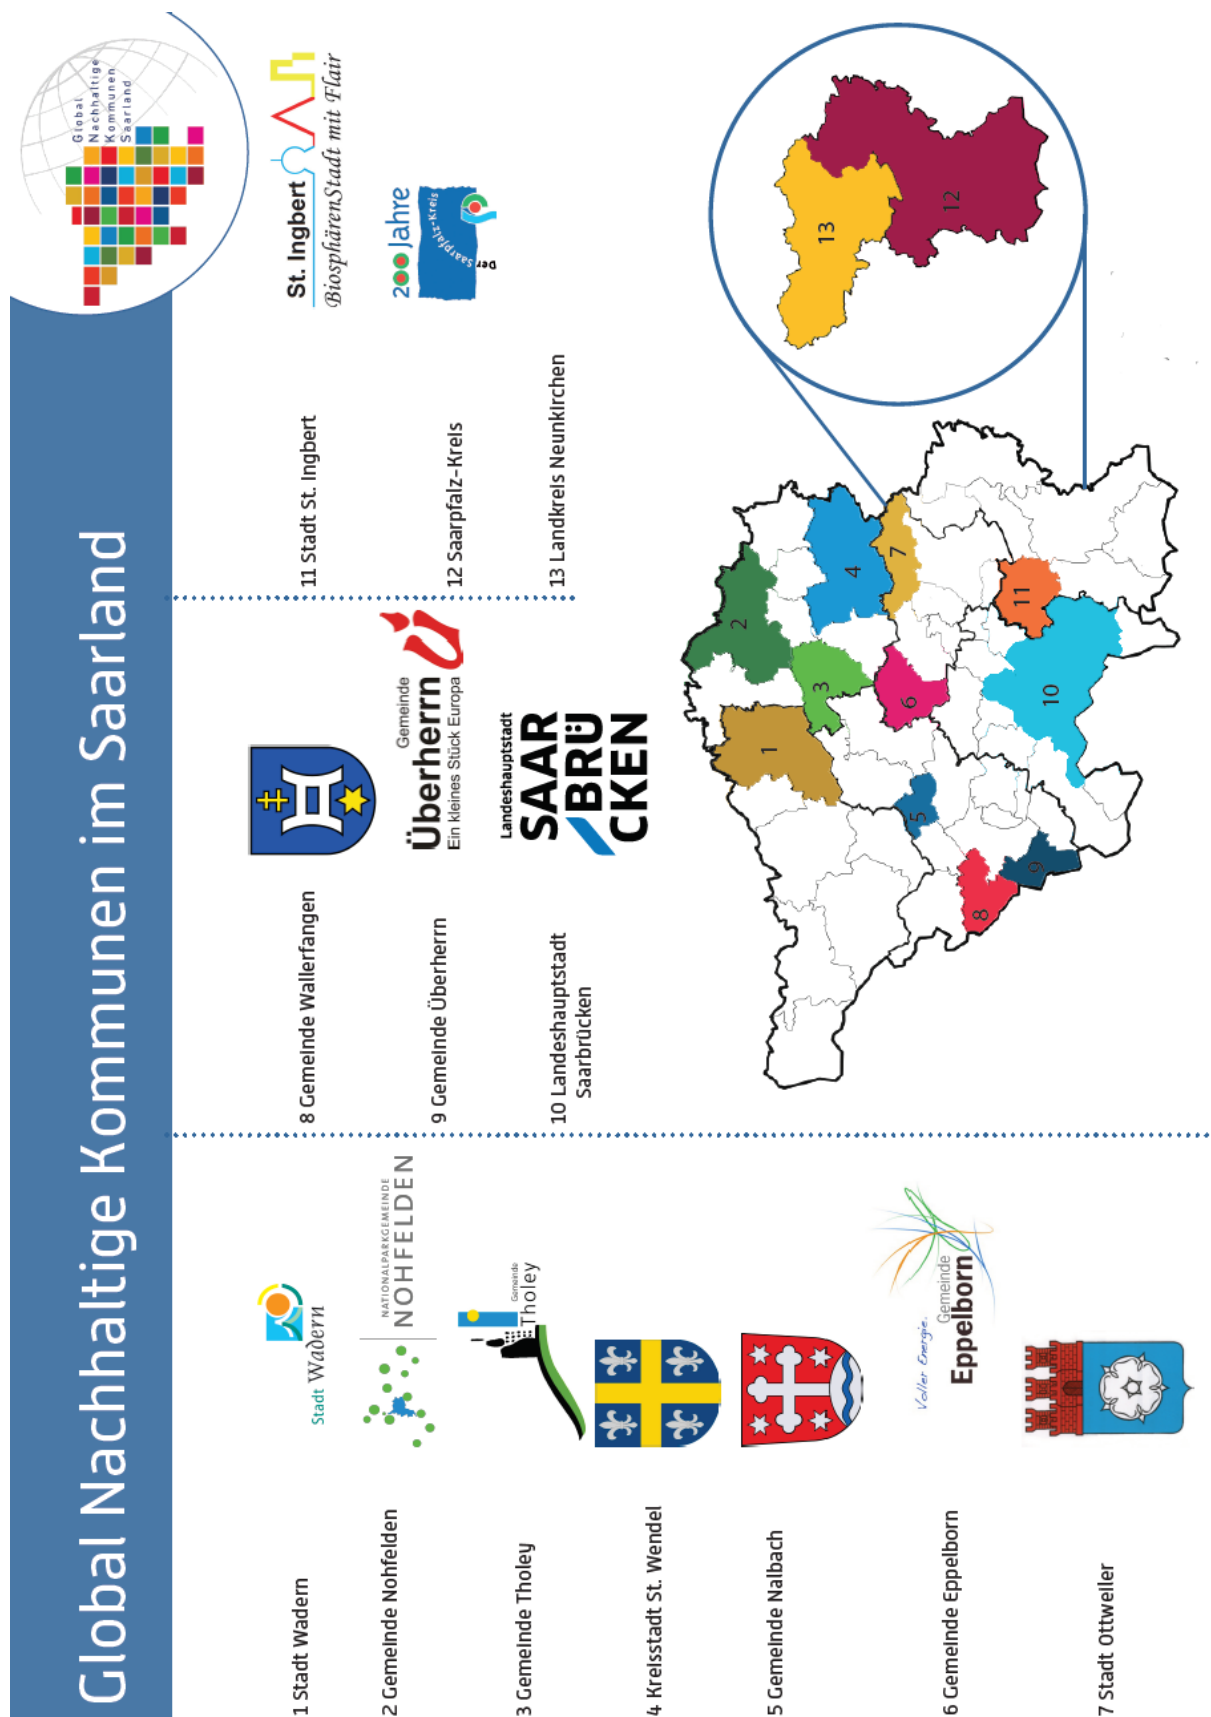 Global Nachhaltige Kommunen im Saarland
Global
Nachhaltige
Kommunen
Saarland
1 Stadt Wadern
Stadt Wadern
2 Gemeinde Nohfelden
NATIONALPARKGEMEINDE
NOHFELDEN
3 Gemeinde Tholey
Gemeinde
Tholey
4 Kreisstadt St. Wendel
5 Gemeinde Nalbach
6 Gemeinde Eppelborn
Voller Energie.
Gemeinde
Eppelborn
7 Stadt Ottweiler
8 Gemeinde Wallerfangen
9 Gemeinde Überherrn
Gemeinde
Überherrn
Ein kleines Stück Europa
10 Landeshauptstadt
Saarbrücken
Landeshauptstadt
SAAR
BRÜ
CKEN
11 Stadt St. Ingbert
St. Ingbert
BiosphärenStadt mit Flair
12 Saarpfalz-Kreis
200 Jahre
Der Saarpfalz-Kreis
13 Landkreis Neunkirchen
1
2
3
4
5
6
7
8
9
10
11
12
13